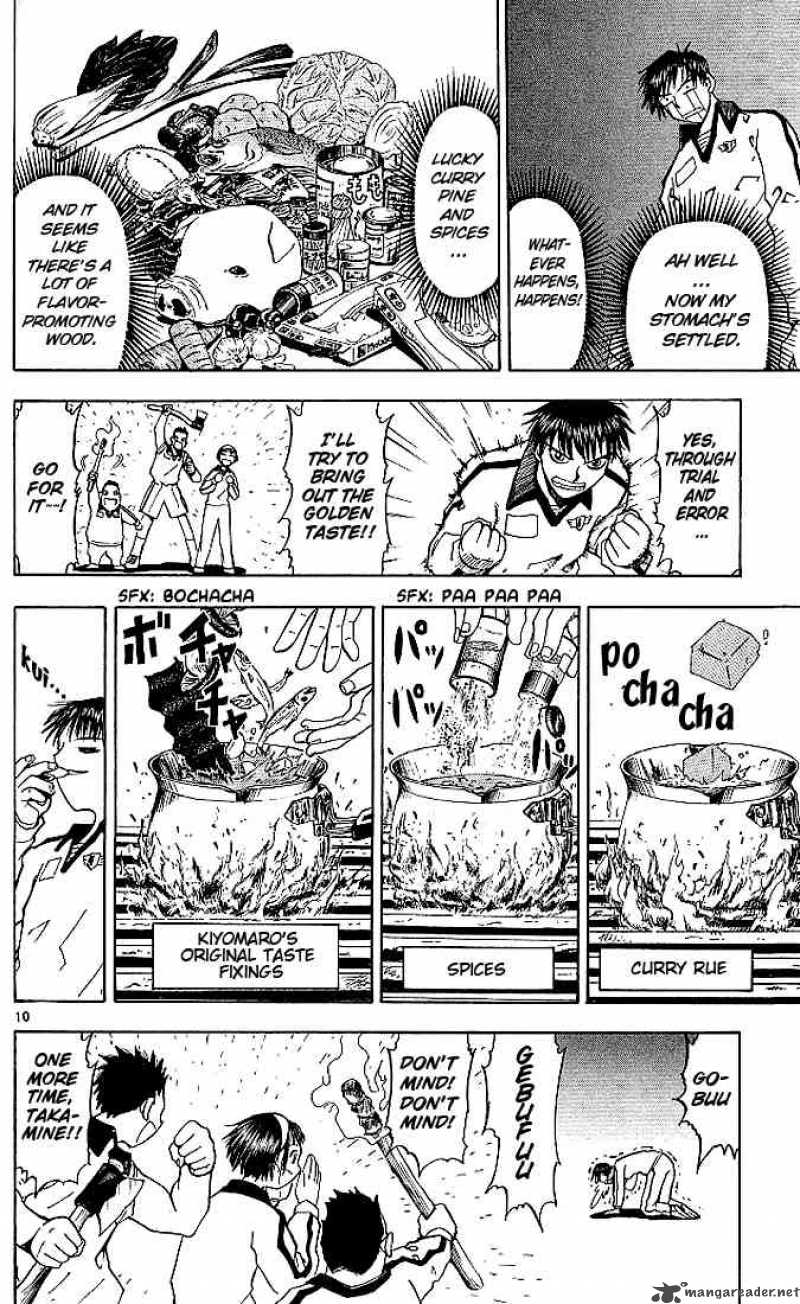 AH WELL
...
NOW MY
STOMACH'S
SETTLED.
WHAT-
EVER
HAPPENS,
HAPPENS!
LUCKY
CURRY
PINE
AND
SPICES
...
AND IT
SEEMS
LIKE
THERE'S A
LOT OF
FLAVOR-
PROMOTING
WOOD.
もも
YES,
THROUGH
TRIAL
AND
ERROR
...
I'LL
TRY TO
BRING
OUT THE
GOLDEN
TASTE!!
GO
FOR
IT~~!
SFX: BOCHACHA
SFX: PAA PAA PAA
po
cha
cha
CURRY RUE
パッ
パッ
パッ
SPICES
ボチャ
チャ
KIYOMARO'S
ORIGINAL TASTE
FIXINGS
kui...
10
GO-
BUU
GEBUFUU
DON'T
MIND!
DON'T
MIND!
ONE
MORE
TIME,
TAKA-
MINE!!
mangareader.net